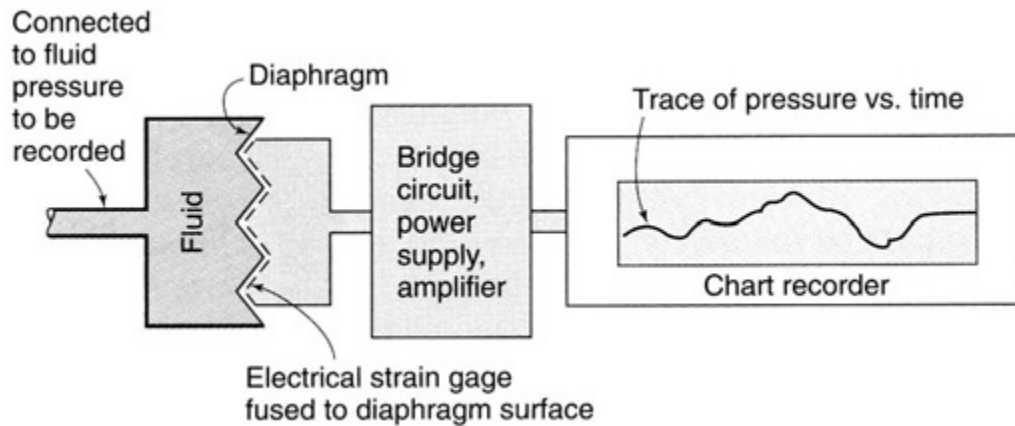 Connected
to fluid
pressure
to be
recorded
Diaphragm
Fluid
Electrical strain gage
fused to diaphragm surface
Bridge
circuit,
power
supply,
amplifier
Trace of pressure vs. time
Chart recorder